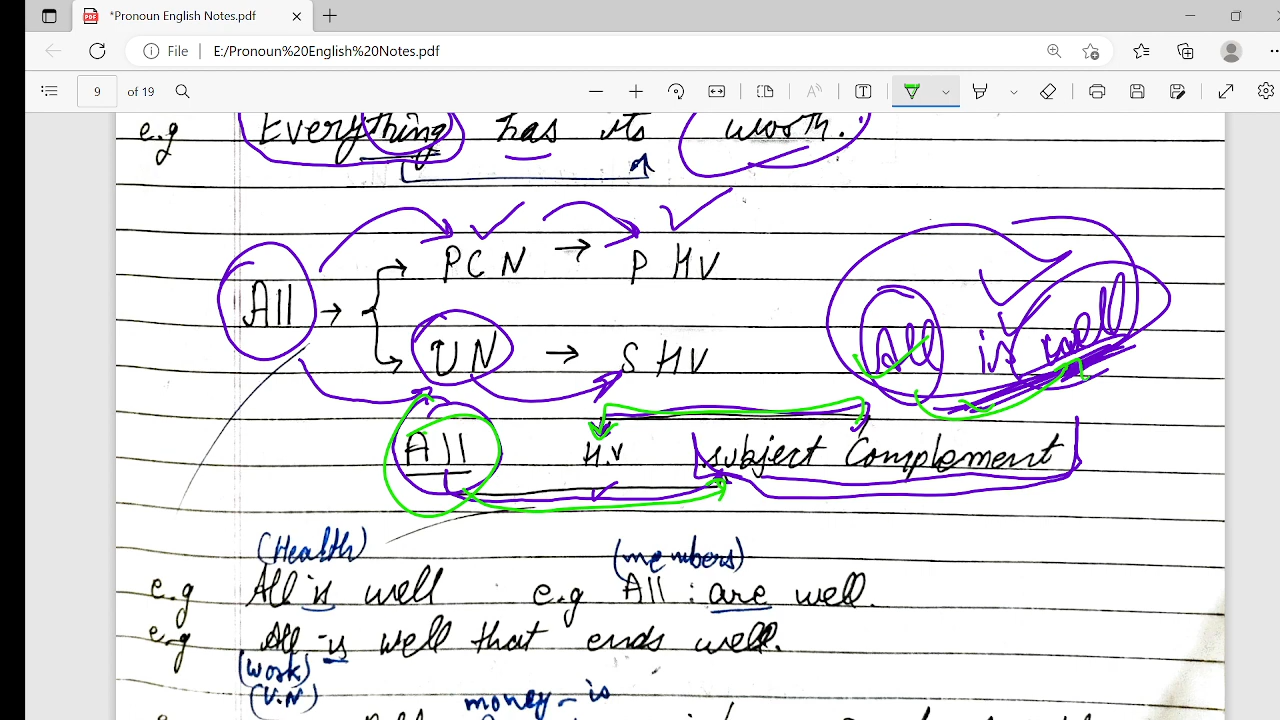 *Pronoun English Notes.pdf
File | E:/Pronoun%20English%20Notes.pdf
9 of 19
e.g Everything has its worth.
PCN → P HV
All →
All is well
UN → S HV
All H.V subject Complement
(Health) (members)
e.g All is well e.g All : are well.
e.g All is well that ends well.
(work)
(U.N) money - is